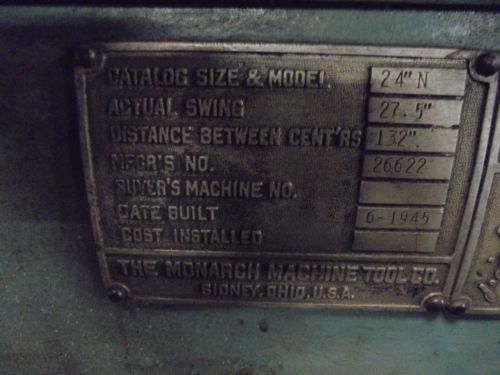 CATALOG SIZE & MODEL. 24" N
ACTUAL SWING 27.5"
DISTANCE BETWEEN CENT'RS 132".
MFGR'S NO. 26622
BUYER'S MACHINE NO.
DATE BUILT 6-1945
COST INSTALLED
THE MONARCH MACHINE TOOL CO.
SIDNEY, OHIO, U.S.A.